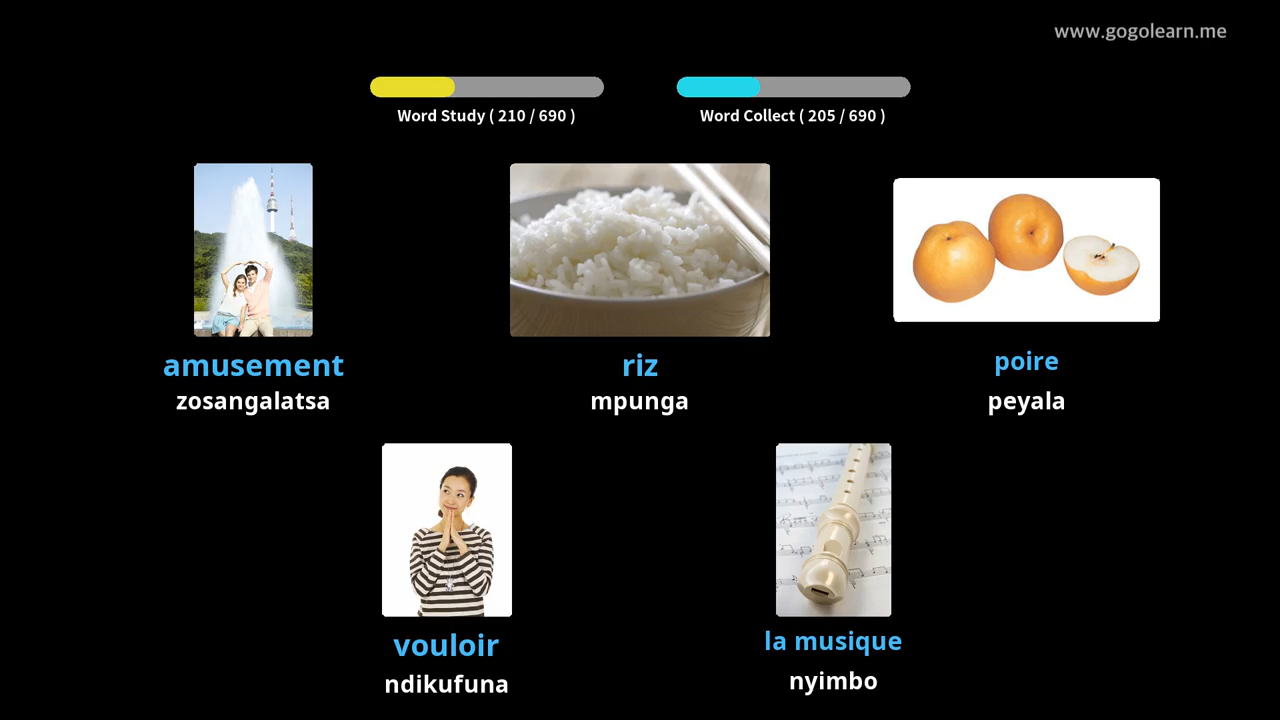 www.gogolearn.me
Word Study ( 210 / 690 )
Word Collect ( 205 / 690 )
amusement
zosangalatsa
riz
mpunga
poire
peyala
vouloir
ndikufuna
la musique
nyimbo